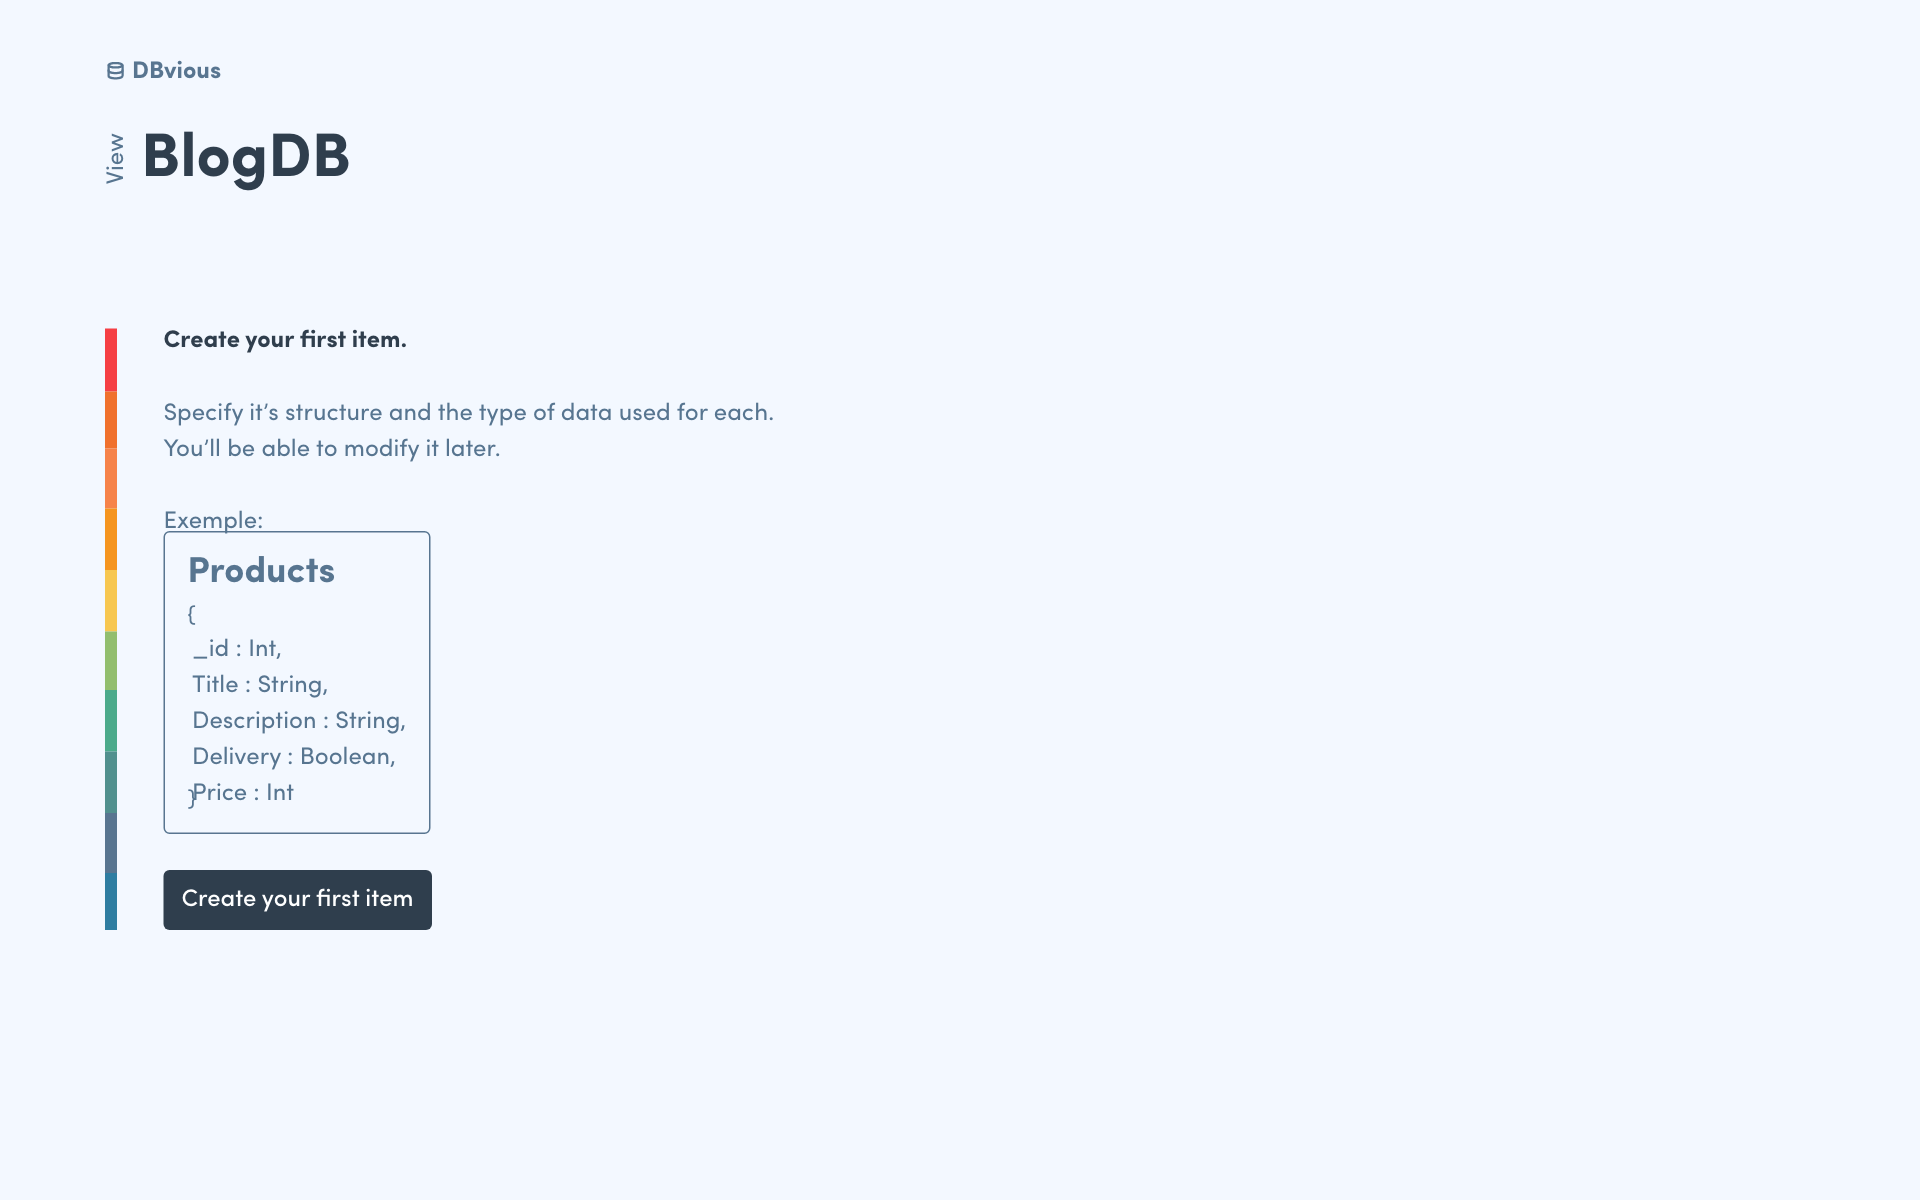 DBvious
View
BlogDB
Create your first item.
Specify it’s structure and the type of data used for each.
You’ll be able to modify it later.
Exemple:
Products
{
_id : Int,
Title : String,
Description : String,
Delivery : Boolean,
Price : Int
}
Create your first item